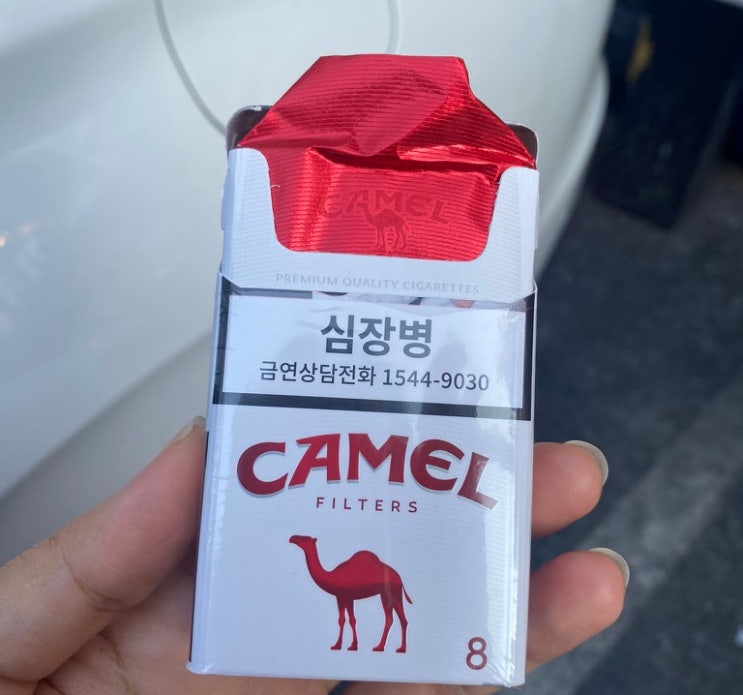 CAMEL
PREMIUM QUALITY CIGARETTES
심장병
금연상담전화 1544-9030
CAMEL
FILTERS
8